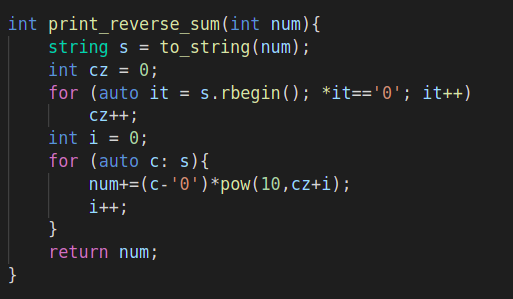 int print_reverse_sum(int num){
    string s = to_string(num);
    int cz = 0;
    for (auto it = s.rbegin(); *it=='0'; it++)
        cz++;
    int i = 0;
    for (auto c: s){
        num+=(c-'0')*pow(10,cz+i);
        i++;
    }
    return num;
}